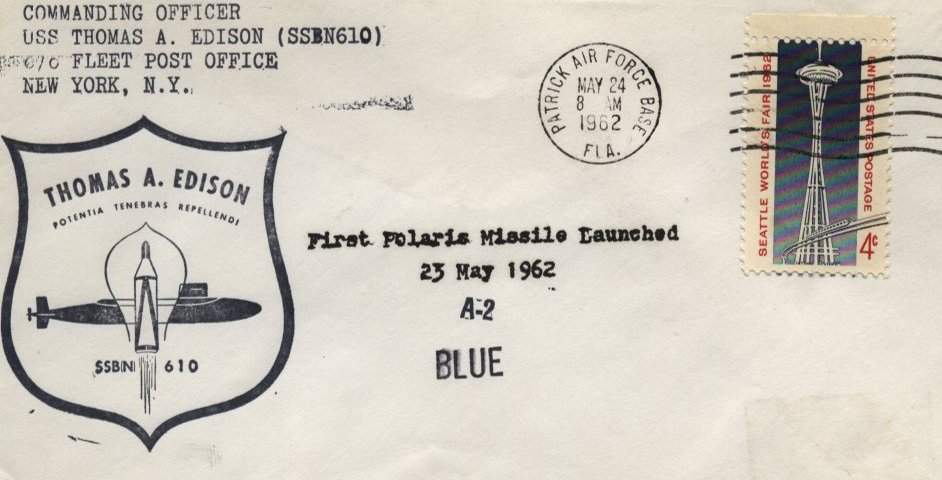 COMMANDING OFFICER
USS THOMAS A. EDISON (SSBN610)
FLEET POST OFFICE
NEW YORK, N.Y.
PATRICK AIR FORCE BASE
MAY 24
8 AM
1962
FLA.
SEATTLE WORLD'S FAIR 1962
UNITED STATES POSTAGE
4c
THOMAS A. EDISON
POTENTIA TENEBRAS REPELLENDI
SSBN 610
First Polaris Missile Launched
23 May 1962
A-2
BLUE